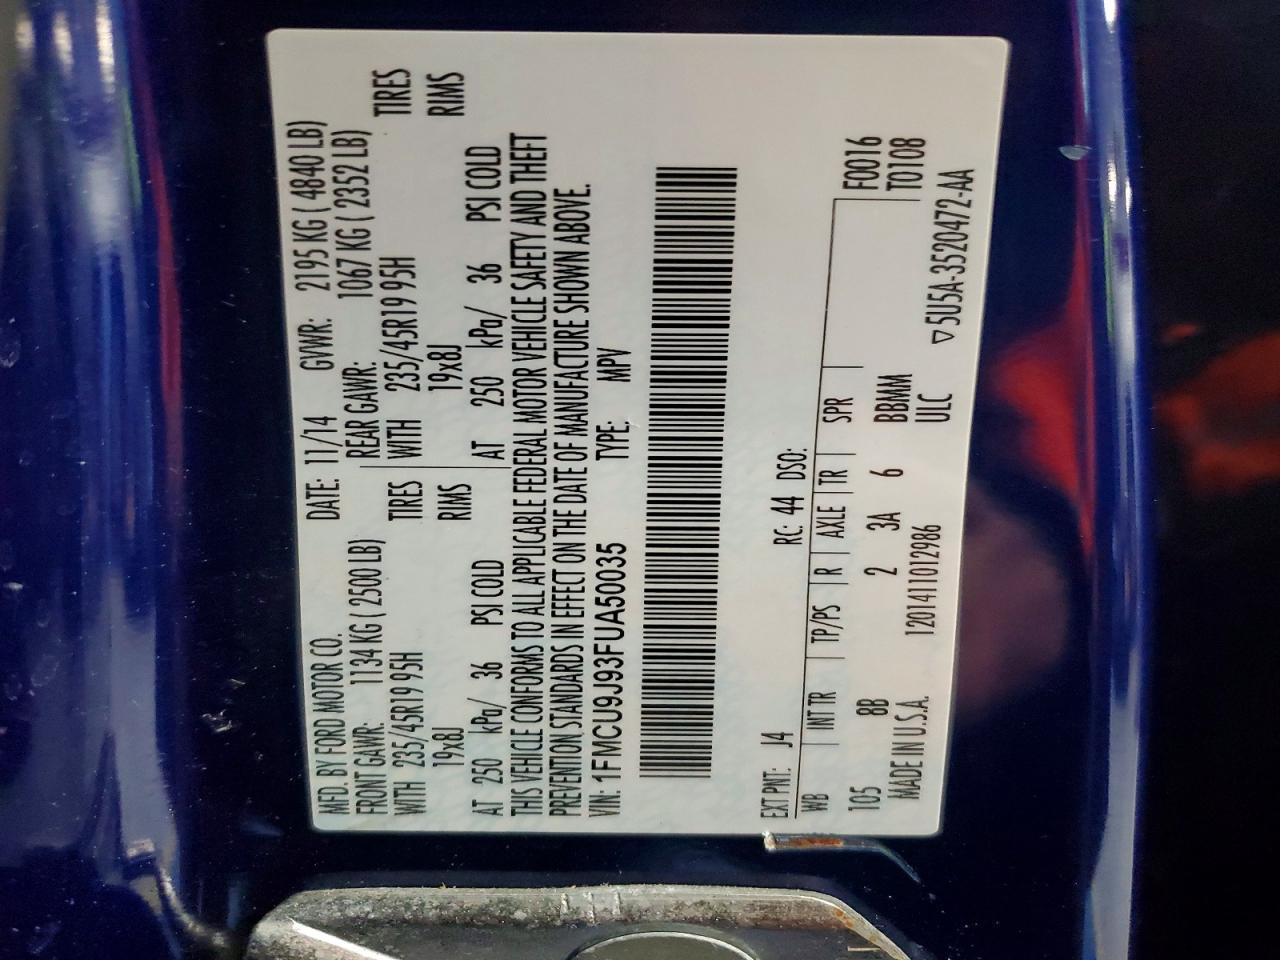 MFD. BY FORD MOTOR CO. DATE: 11/14 GVWR: 2195 KG ( 4840 LB)
FRONT GAWR: 1134 KG ( 2500 LB) REAR GAWR: 1067 KG ( 2352 LB)
WITH 235/45R19 95H TIRES WITH 235/45R19 95H TIRES
19x8J RIMS 19x8J RIMS
AT 250 kPa/ 36 PSI COLD AT 250 kPa/ 36 PSI COLD
THIS VEHICLE CONFORMS TO ALL APPLICABLE FEDERAL MOTOR VEHICLE SAFETY AND THEFT
PREVENTION STANDARDS IN EFFECT ON THE DATE OF MANUFACTURE SHOWN ABOVE.
VIN: 1FMCU9J93FUA50035 TYPE: MPV
EXT PNT: J4 RC: 44 DSO:
WB INT TR TP/PS R AXLE TR SPR F0016
105 8B 2 3A 6 BBMM T0108
MADE IN U.S.A. 1201411012986 ULC
▽5U5A-3520472-AA